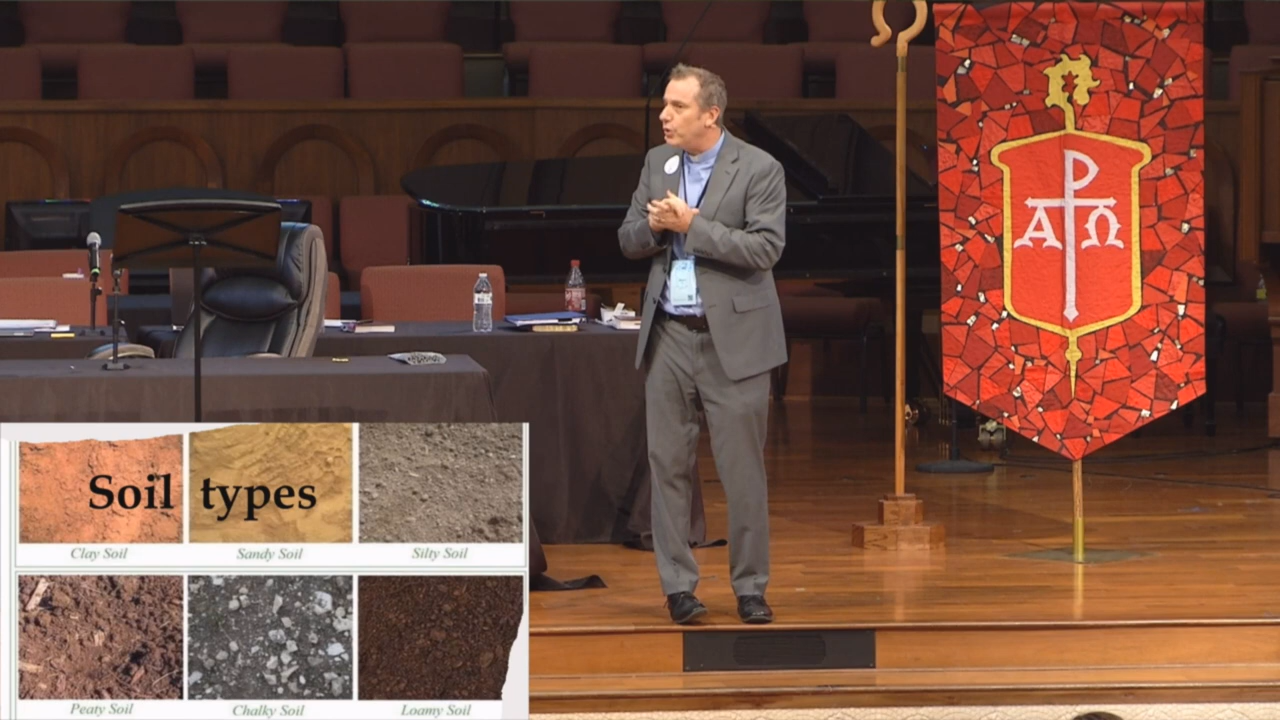 Soil types
Clay Soil
Sandy Soil
Silty Soil
Peaty Soil
Chalky Soil
Loamy Soil
Α Ρ Ω